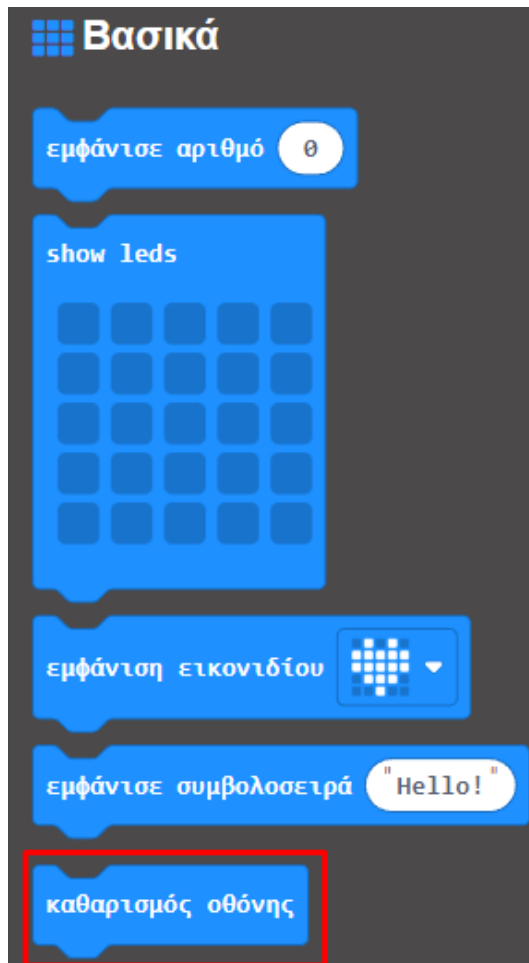 Βασικά
εμφάνισε αριθμό 0
show leds
εμφάνιση εικονιδίου
εμφάνισε συμβολοσειρά "Hello!"
καθαρισμός οθόνης